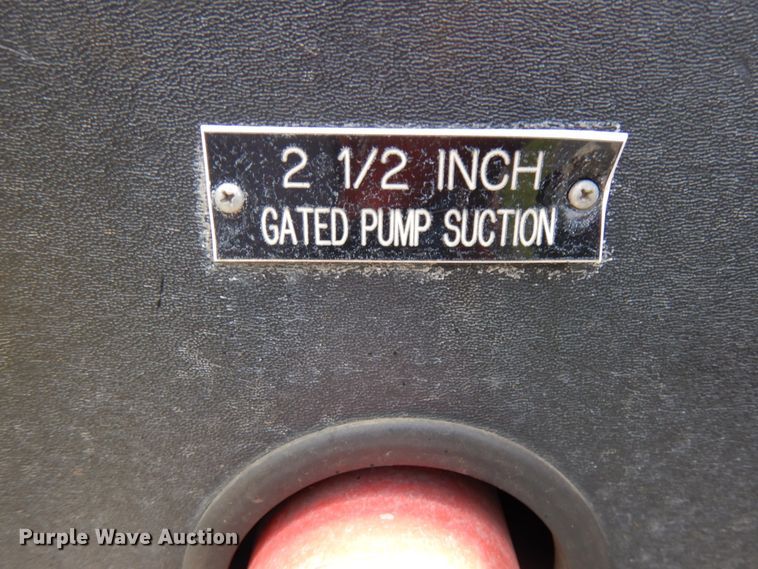 2 1/2 INCH
GATED PUMP SUCTION
Purple Wave Auction